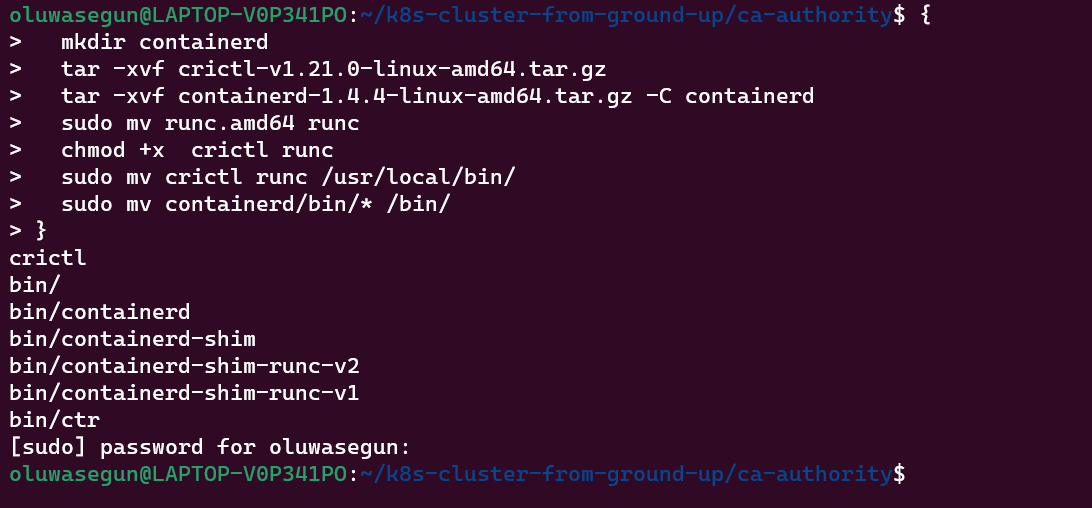 oluwasegun@LAPTOP-V0P341PO:~/k8s-cluster-from-ground-up/ca-authority$ {
>   mkdir containerd
>   tar -xvf crictl-v1.21.0-linux-amd64.tar.gz
>   tar -xvf containerd-1.4.4-linux-amd64.tar.gz -C containerd
>   sudo mv runc.amd64 runc
>   chmod +x  crictl runc
>   sudo mv crictl runc /usr/local/bin/
>   sudo mv containerd/bin/* /bin/
> }
crictl
bin/
bin/containerd
bin/containerd-shim
bin/containerd-shim-runc-v2
bin/containerd-shim-runc-v1
bin/ctr
[sudo] password for oluwasegun:
oluwasegun@LAPTOP-V0P341PO:~/k8s-cluster-from-ground-up/ca-authority$